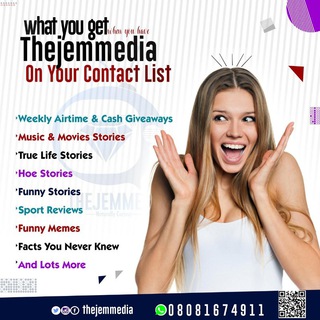 what you get when you have
Thejemmedia
On Your Contact List
Weekly Airtime & Cash Giveaways
Music & Movies Stories
True Life Stories
Hoe Stories
Funny Stories
Sport Reviews
Funny Memes
Facts You Never Knew
And Lots More
THEJEMMEDIA
thejemmedia
08081674911